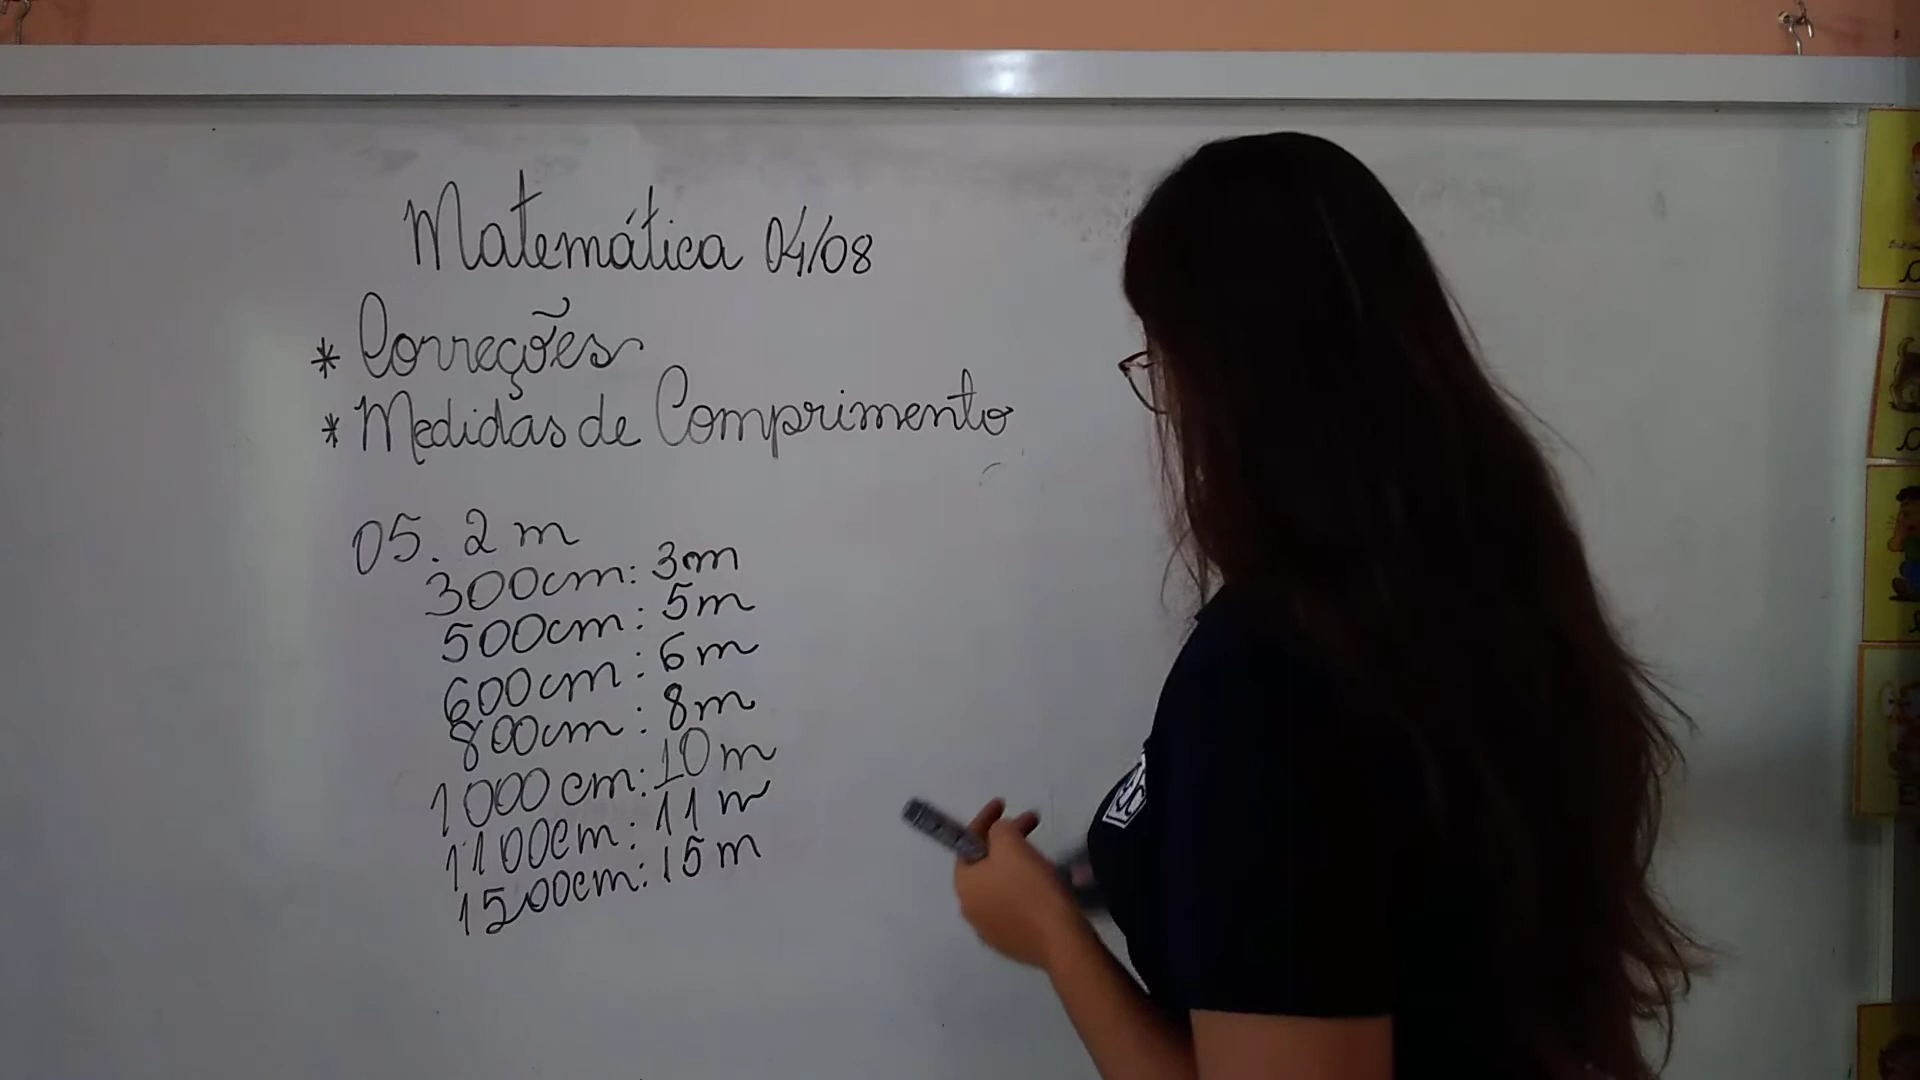 Matemática 04/08
* Correções
* Medidas de Comprimento
05. 2 m
300cm: 3m
500cm: 5m
600cm: 6m
800cm: 8m
1000 cm: 10 m
1100cm: 11 m
1500cm: 15 m